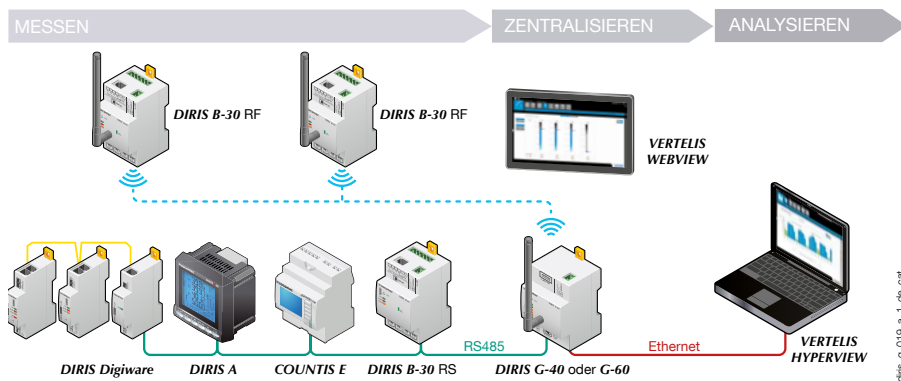 MESSEN
ZENTRALISIEREN
ANALYSIEREN
DIRIS B-30 RF
DIRIS B-30 RF
VERTELIS
WEBVIEW
RS485
Ethernet
DIRIS Digiware
DIRIS A
COUNTIS E
DIRIS B-30 RS
DIRIS G-40 oder G-60
VERTELIS
HYPERVIEW
diris_g_019_a_1_de_cat